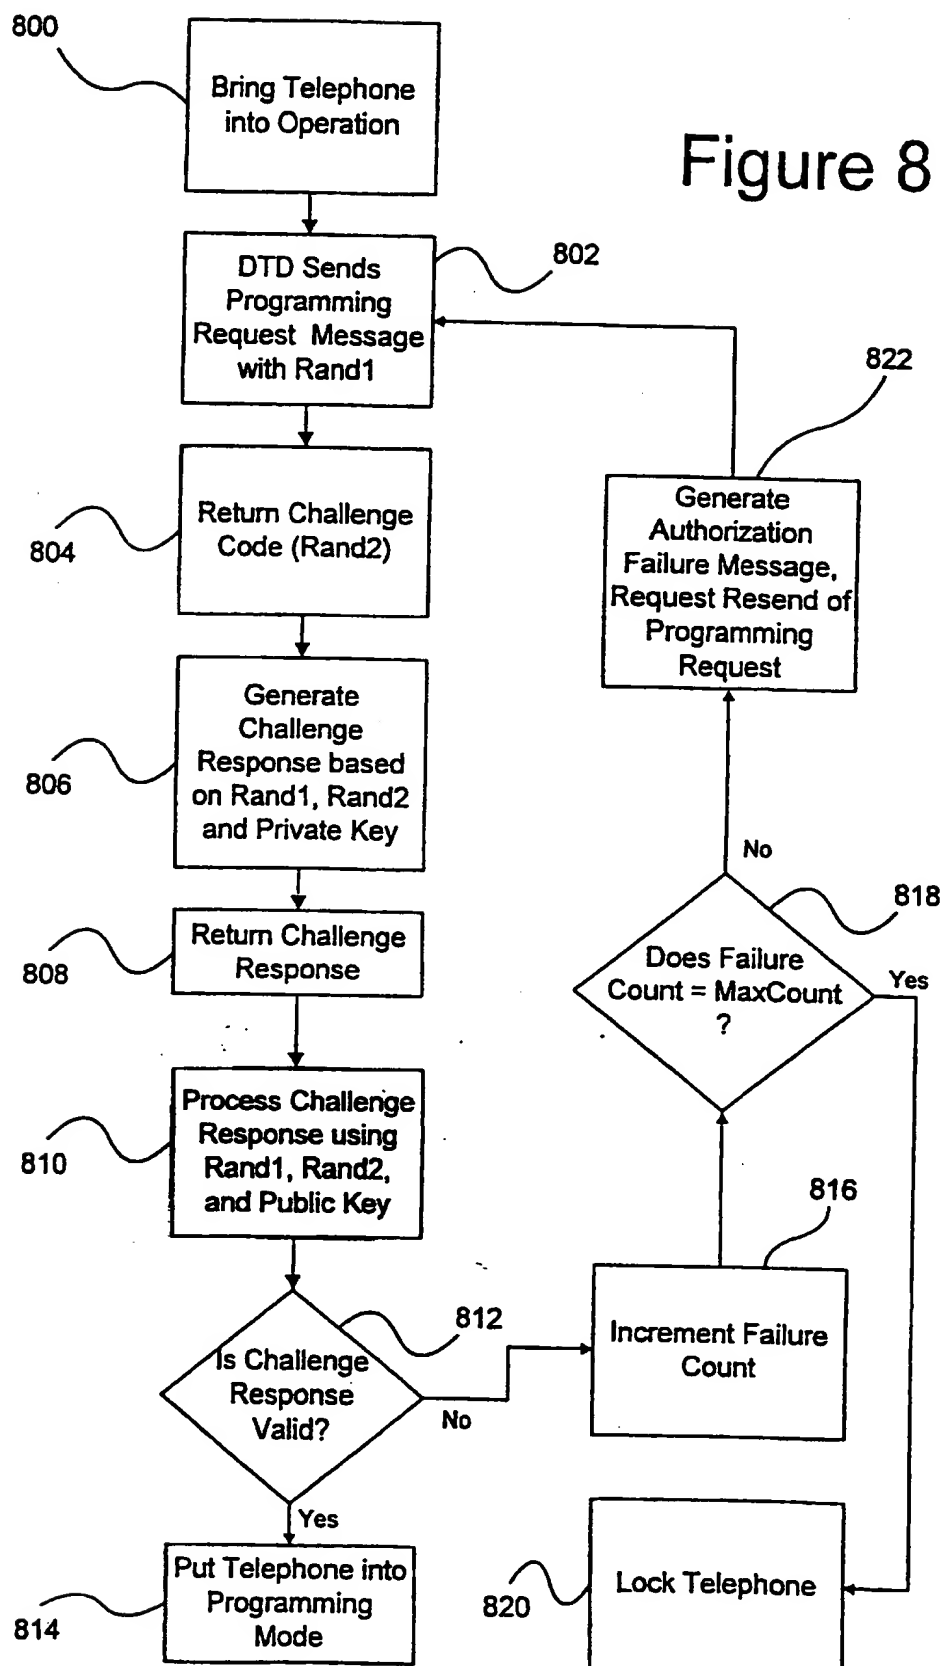 800
Bring Telephone
into Operation
Figure 8
802
DTD Sends
Programming
Request Message
with Rand1
822
Generate
Authorization
Failure Message,
Request Resend of
Programming
Request
804
Return Challenge
Code (Rand2)
806
Generate
Challenge
Response based
on Rand1, Rand2
and Private Key
No
818
Does Failure
Count = MaxCount
?
Yes
808
Return Challenge
Response
810
Process Challenge
Response using
Rand1, Rand2,
and Public Key
816
Increment Failure
Count
812
Is Challenge
Response
Valid?
No
Yes
814
Put Telephone into
Programming
Mode
820
Lock Telephone